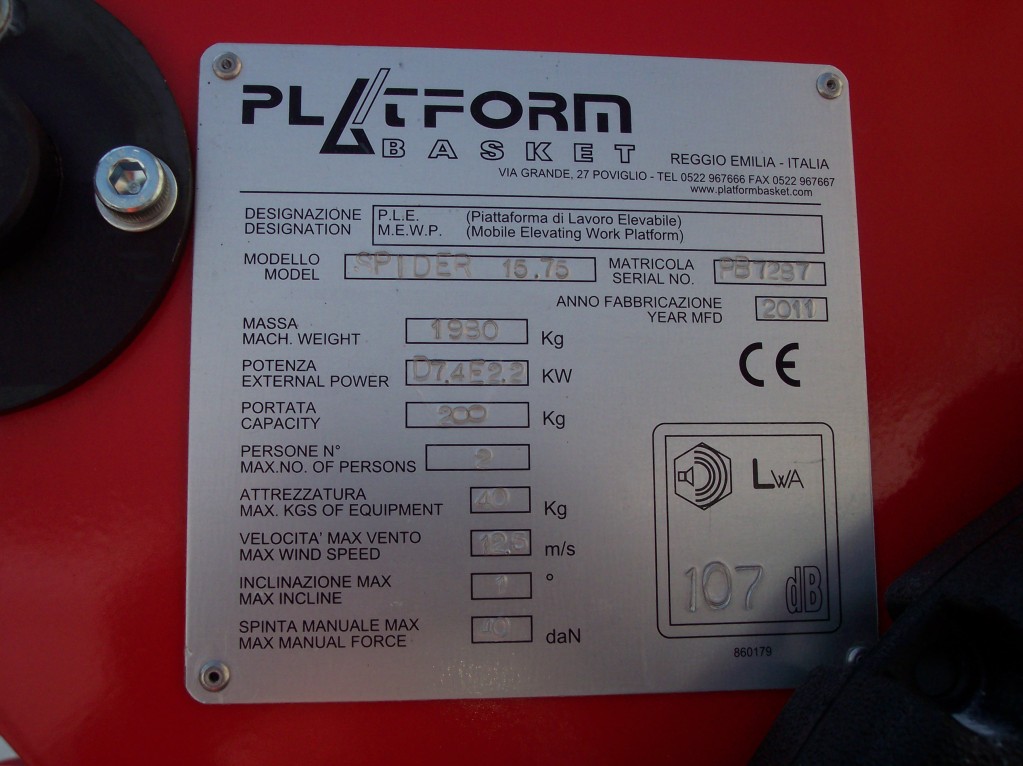 PLATFORM
BASKET
REGGIO EMILIA - ITALIA
VIA GRANDE, 27 POVIGLIO - TEL 0522 967666 FAX 0522 967667
www.platformbasket.com
DESIGNAZIONE P.L.E. (Piattaforma di Lavoro Elevabile)
DESIGNATION M.E.W.P. (Mobile Elevating Work Platform)
MODELLO
MODEL SPIDER 15.75
MATRICOLA
SERIAL NO. PB7287
ANNO FABBRICAZIONE
YEAR MFD 2011
MASSA
MACH. WEIGHT 1980 Kg
POTENZA
EXTERNAL POWER D7.4E2.2 KW
PORTATA
CAPACITY 200 Kg
PERSONE N°
MAX.NO. OF PERSONS 2
ATTREZZATURA
MAX. KGS OF EQUIPMENT 40 Kg
VELOCITA' MAX VENTO
MAX WIND SPEED 12,5 m/s
INCLINAZIONE MAX
MAX INCLINE 1 °
SPINTA MANUALE MAX
MAX MANUAL FORCE 40 daN
CE
LWA
107 dB
860179